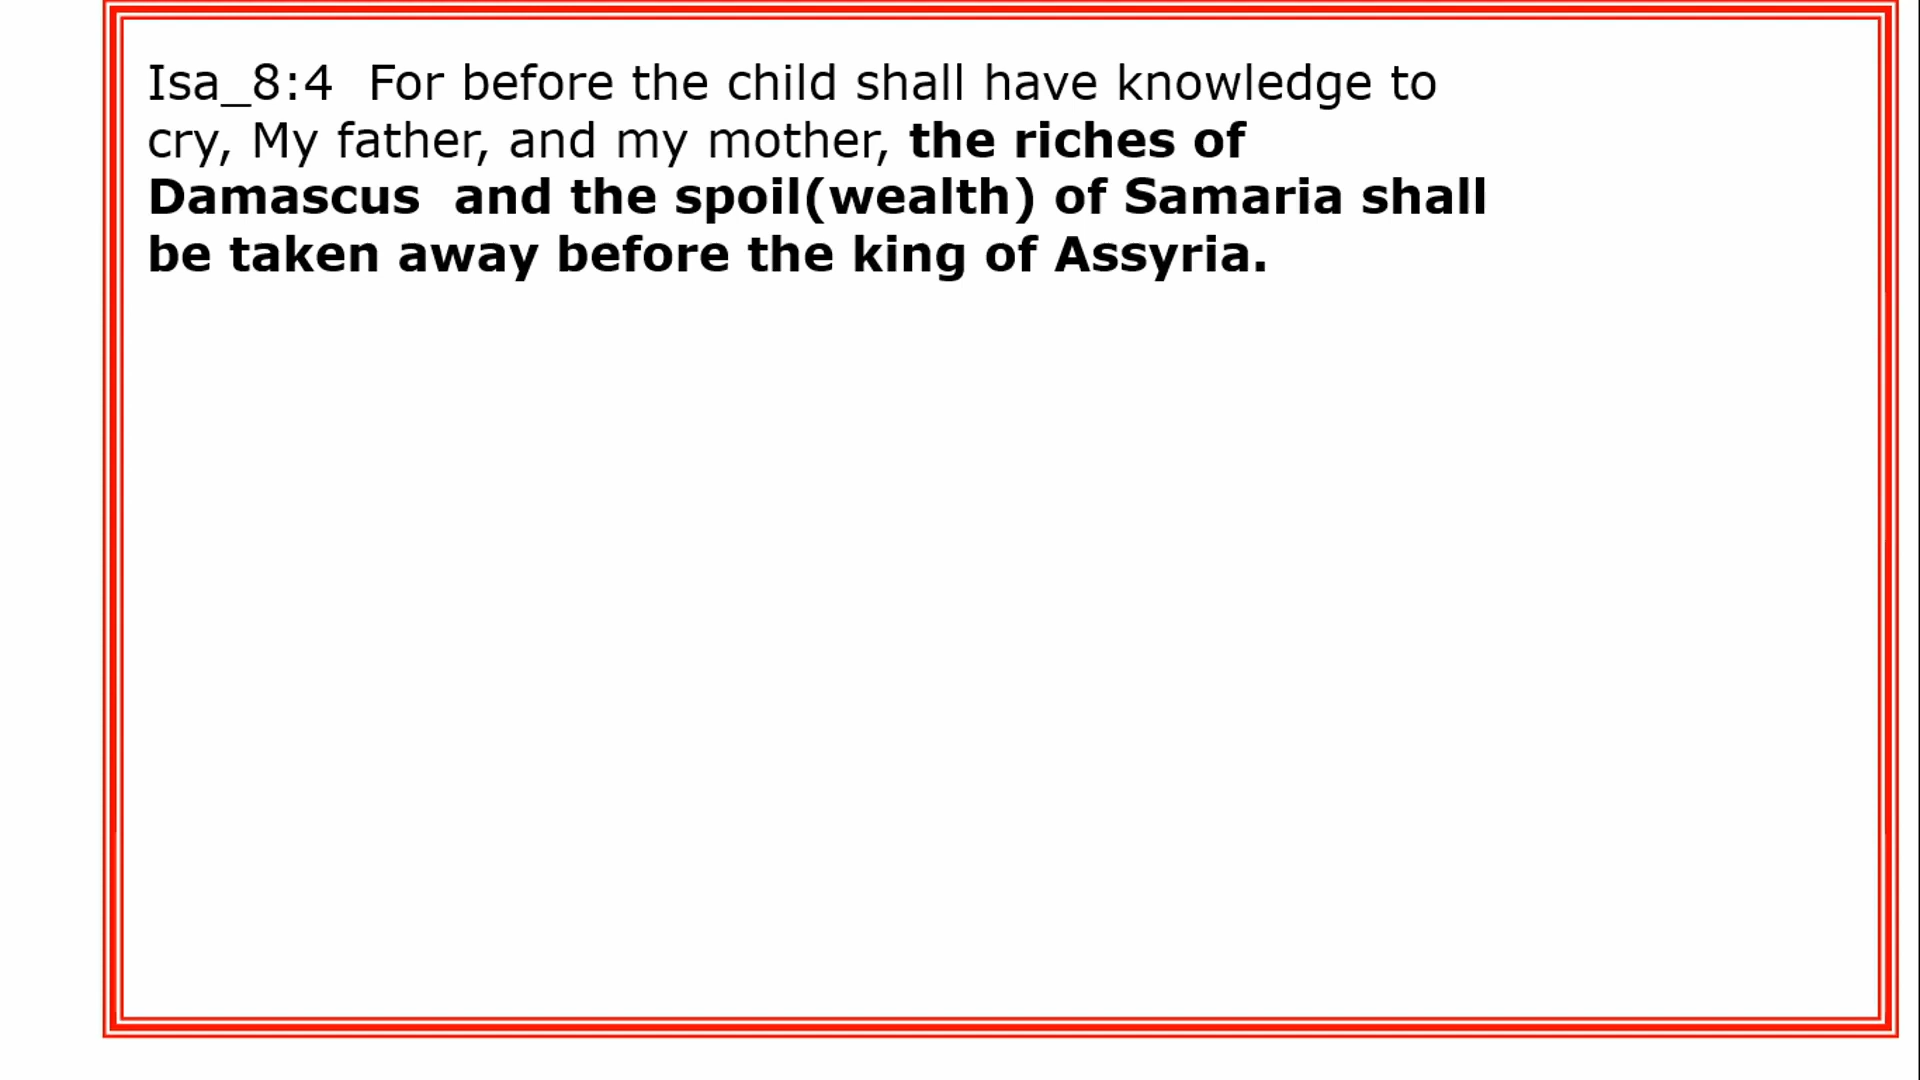 Isa_8:4  For before the child shall have knowledge to
cry, My father, and my mother, the riches of
Damascus  and the spoil(wealth) of Samaria shall
be taken away before the king of Assyria.